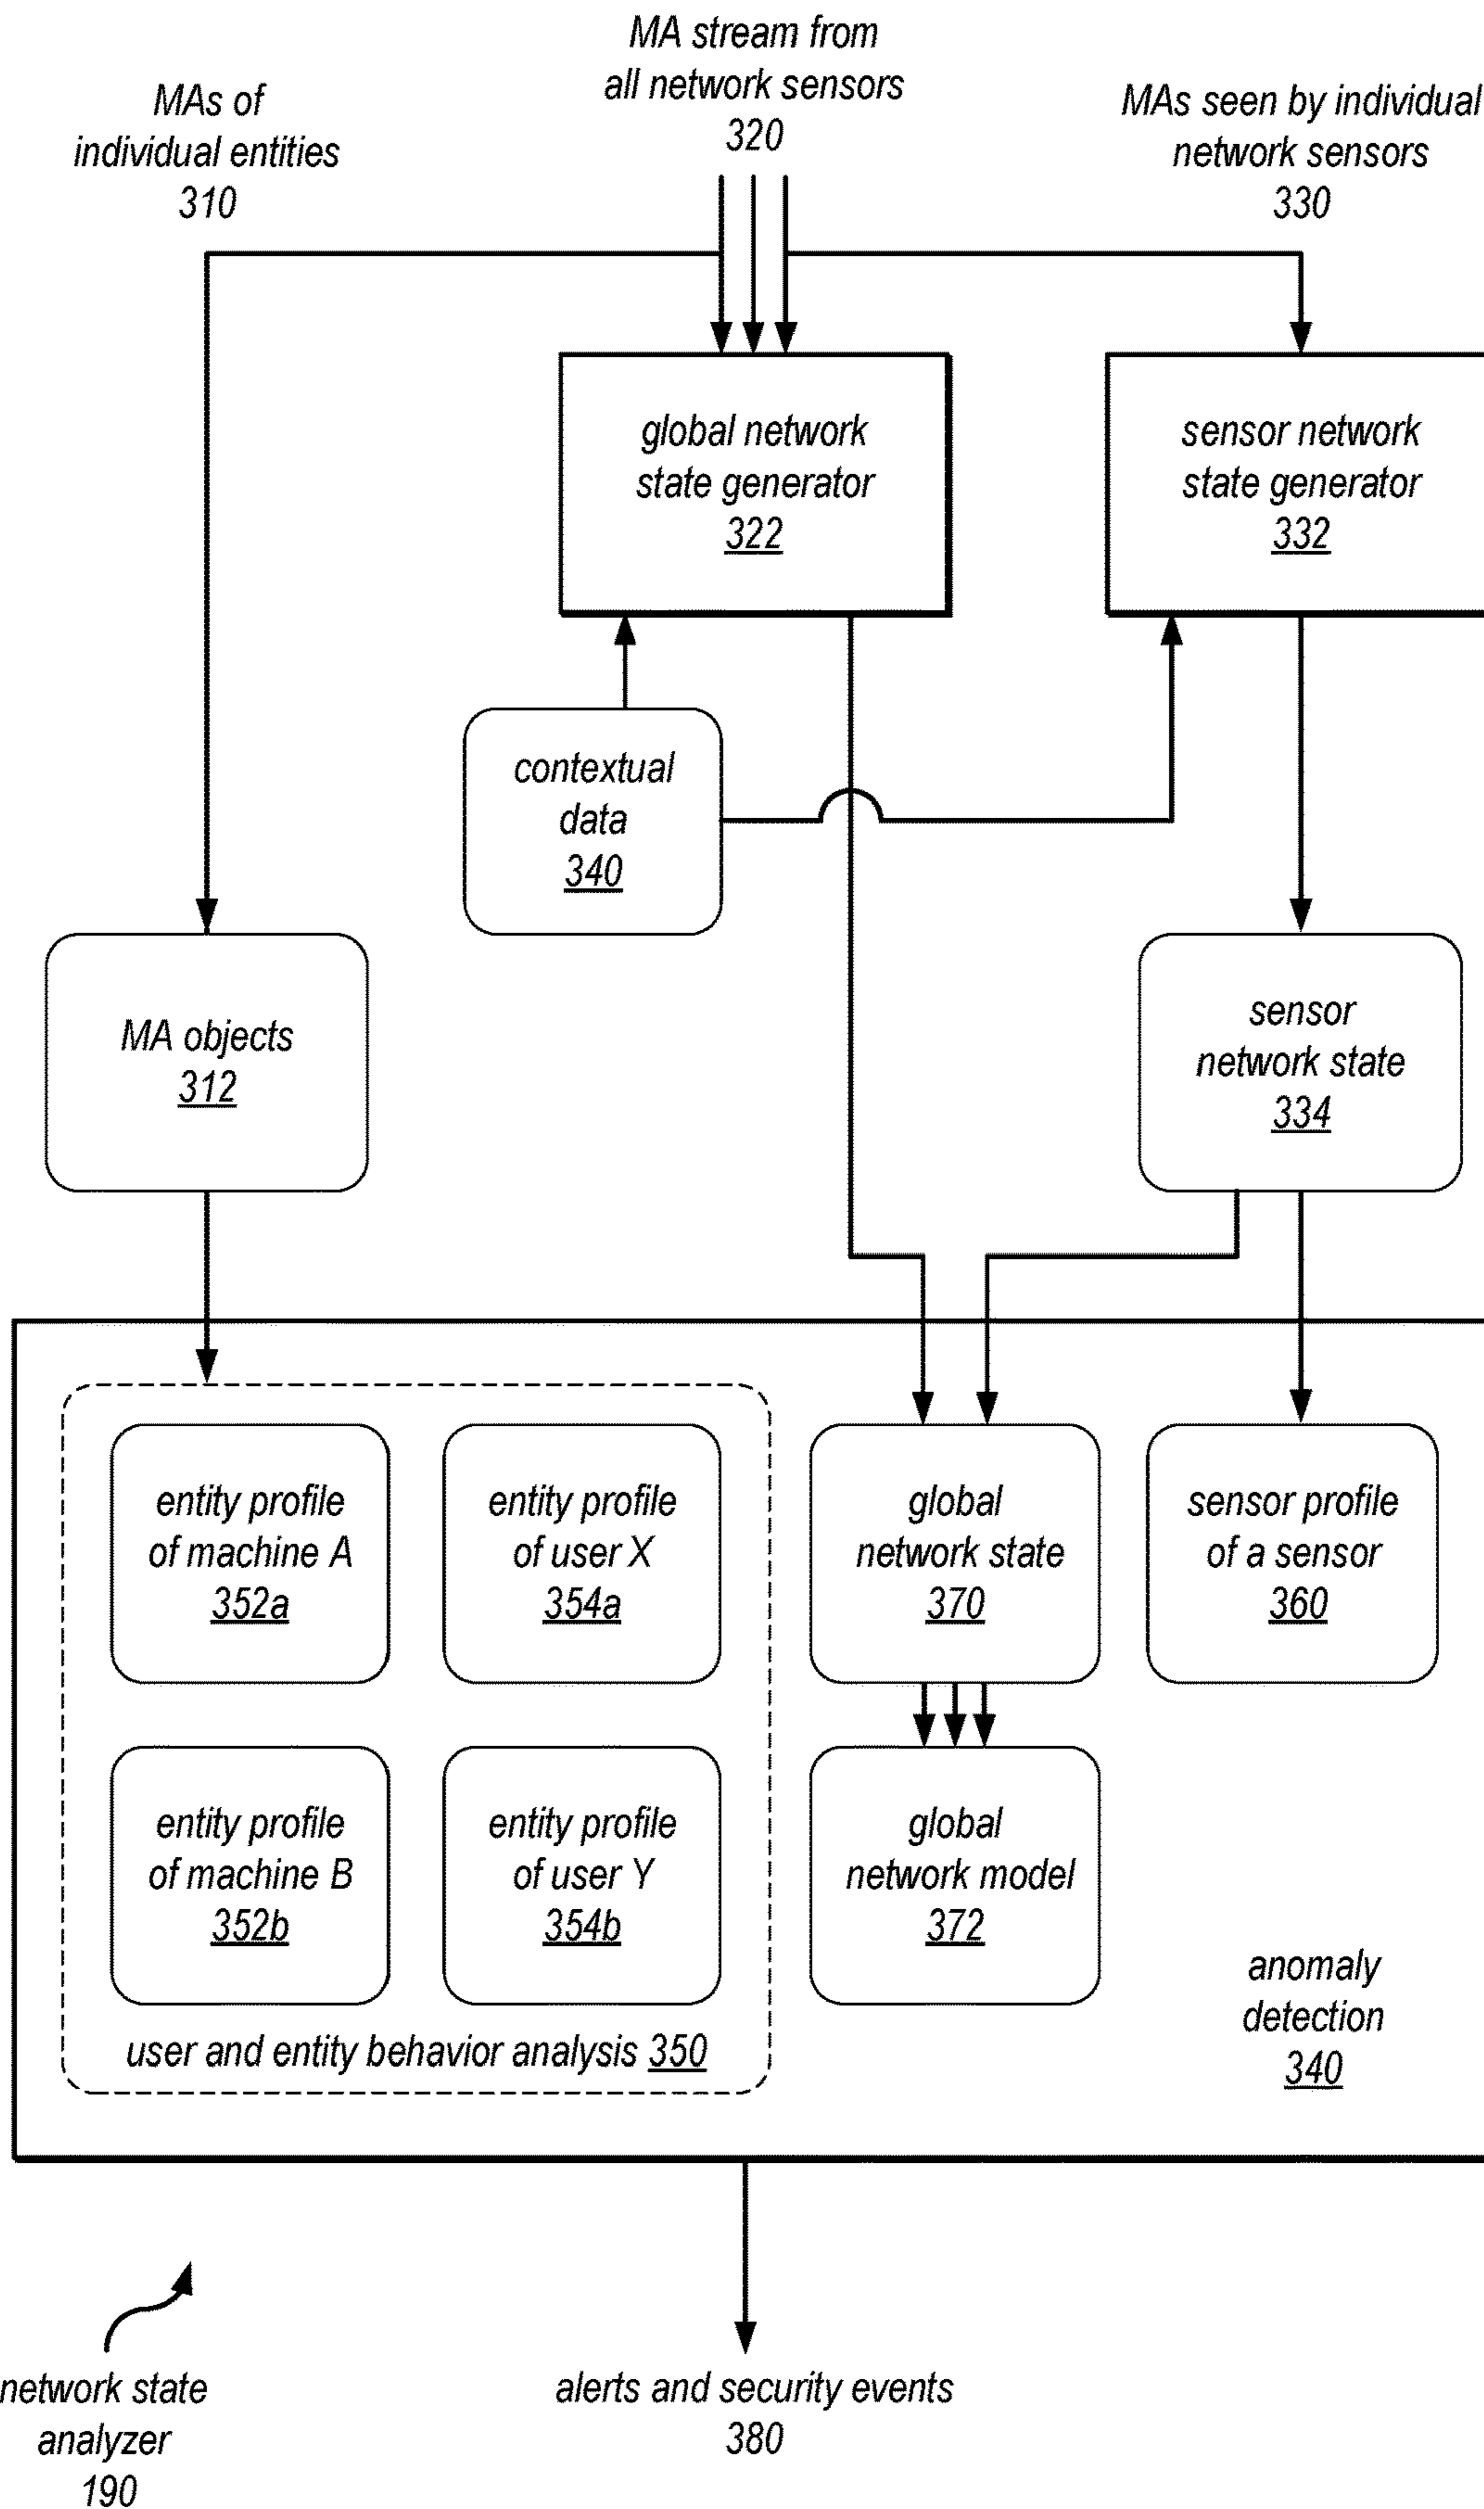 MA stream from
all network sensors
320
MAs of
individual entities
310
MAs seen by individual
network sensors
330
global network
state generator
322
sensor network
state generator
332
contextual
data
340
MA objects
312
sensor
network state
334
entity profile
of machine A
352a
entity profile
of user X
354a
global
network state
370
sensor profile
of a sensor
360
entity profile
of machine B
352b
entity profile
of user Y
354b
global
network model
372
user and entity behavior analysis 350
anomaly
detection
340
network state
analyzer
190
alerts and security events
380